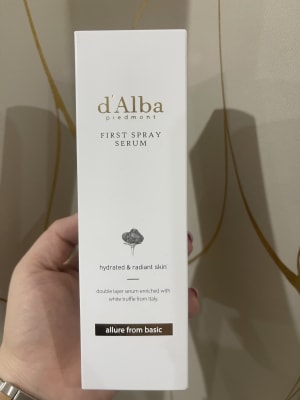 d'Alba
piedmont
FIRST SPRAY
SERUM
hydrated & radiant skin
double layer serum enriched with
white truffle from Italy
allure from basic